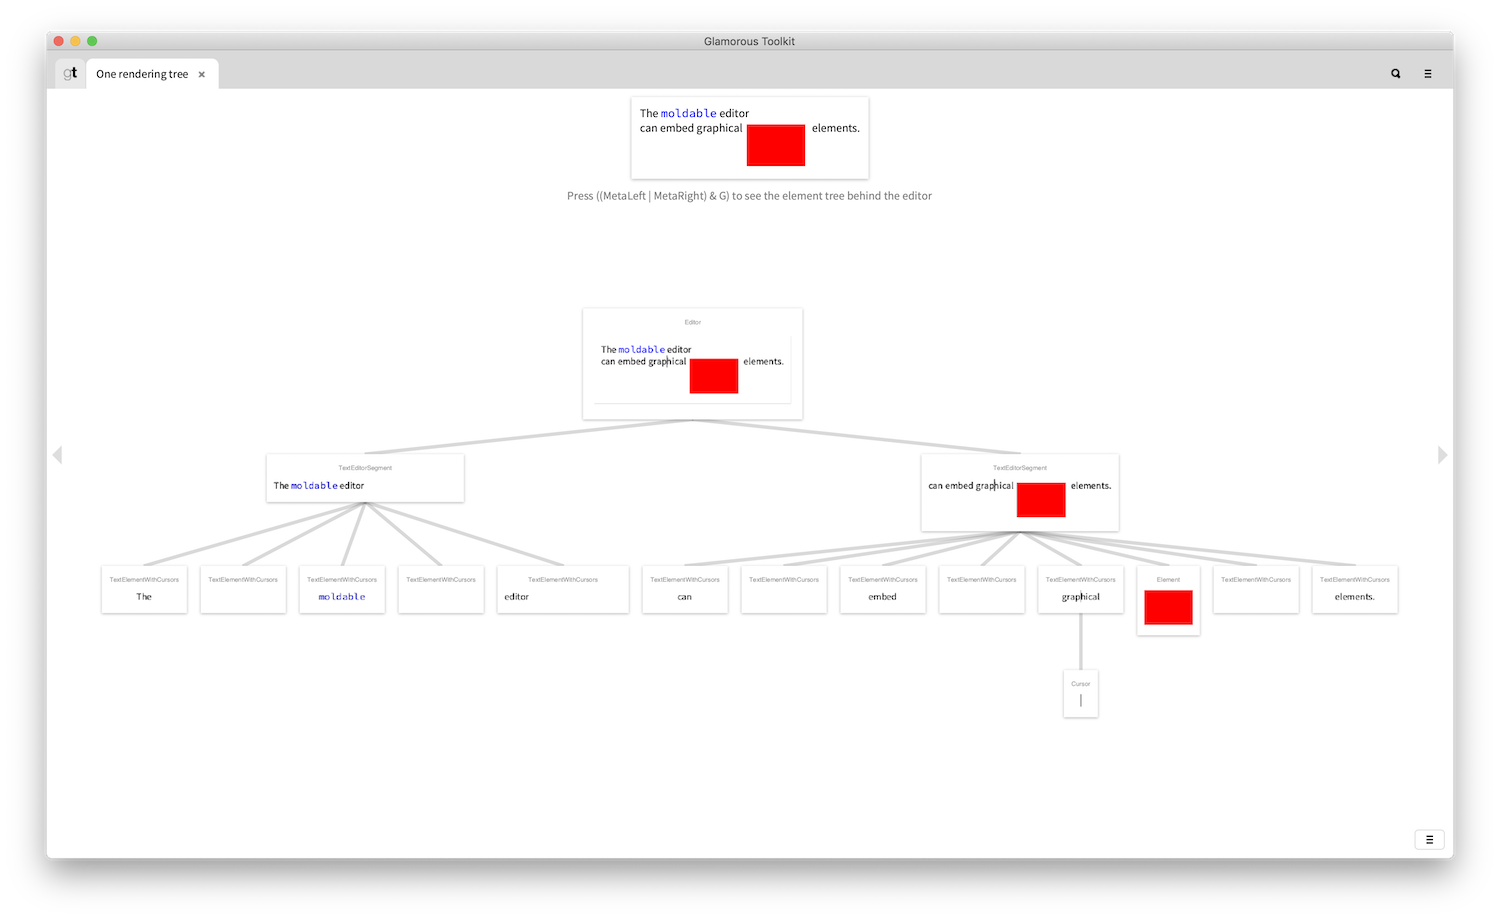 Glamorous Toolkit
gt One rendering tree ×
The moldable editor
can embed graphical elements.
Press ((MetaLeft | MetaRight) & G) to see the element tree behind the editor
Editor
The moldable editor
can embed graphical elements.
TextEditorSegment
The moldable editor
TextEditorSegment
can embed graphical elements.
TextElementWithCursors
The
TextElementWithCursors
TextElementWithCursors
moldable
TextElementWithCursors
TextElementWithCursors
editor
TextElementWithCursors
can
TextElementWithCursors
TextElementWithCursors
embed
TextElementWithCursors
TextElementWithCursors
graphical
Element
TextElementWithCursors
TextElementWithCursors
elements.
Cursor